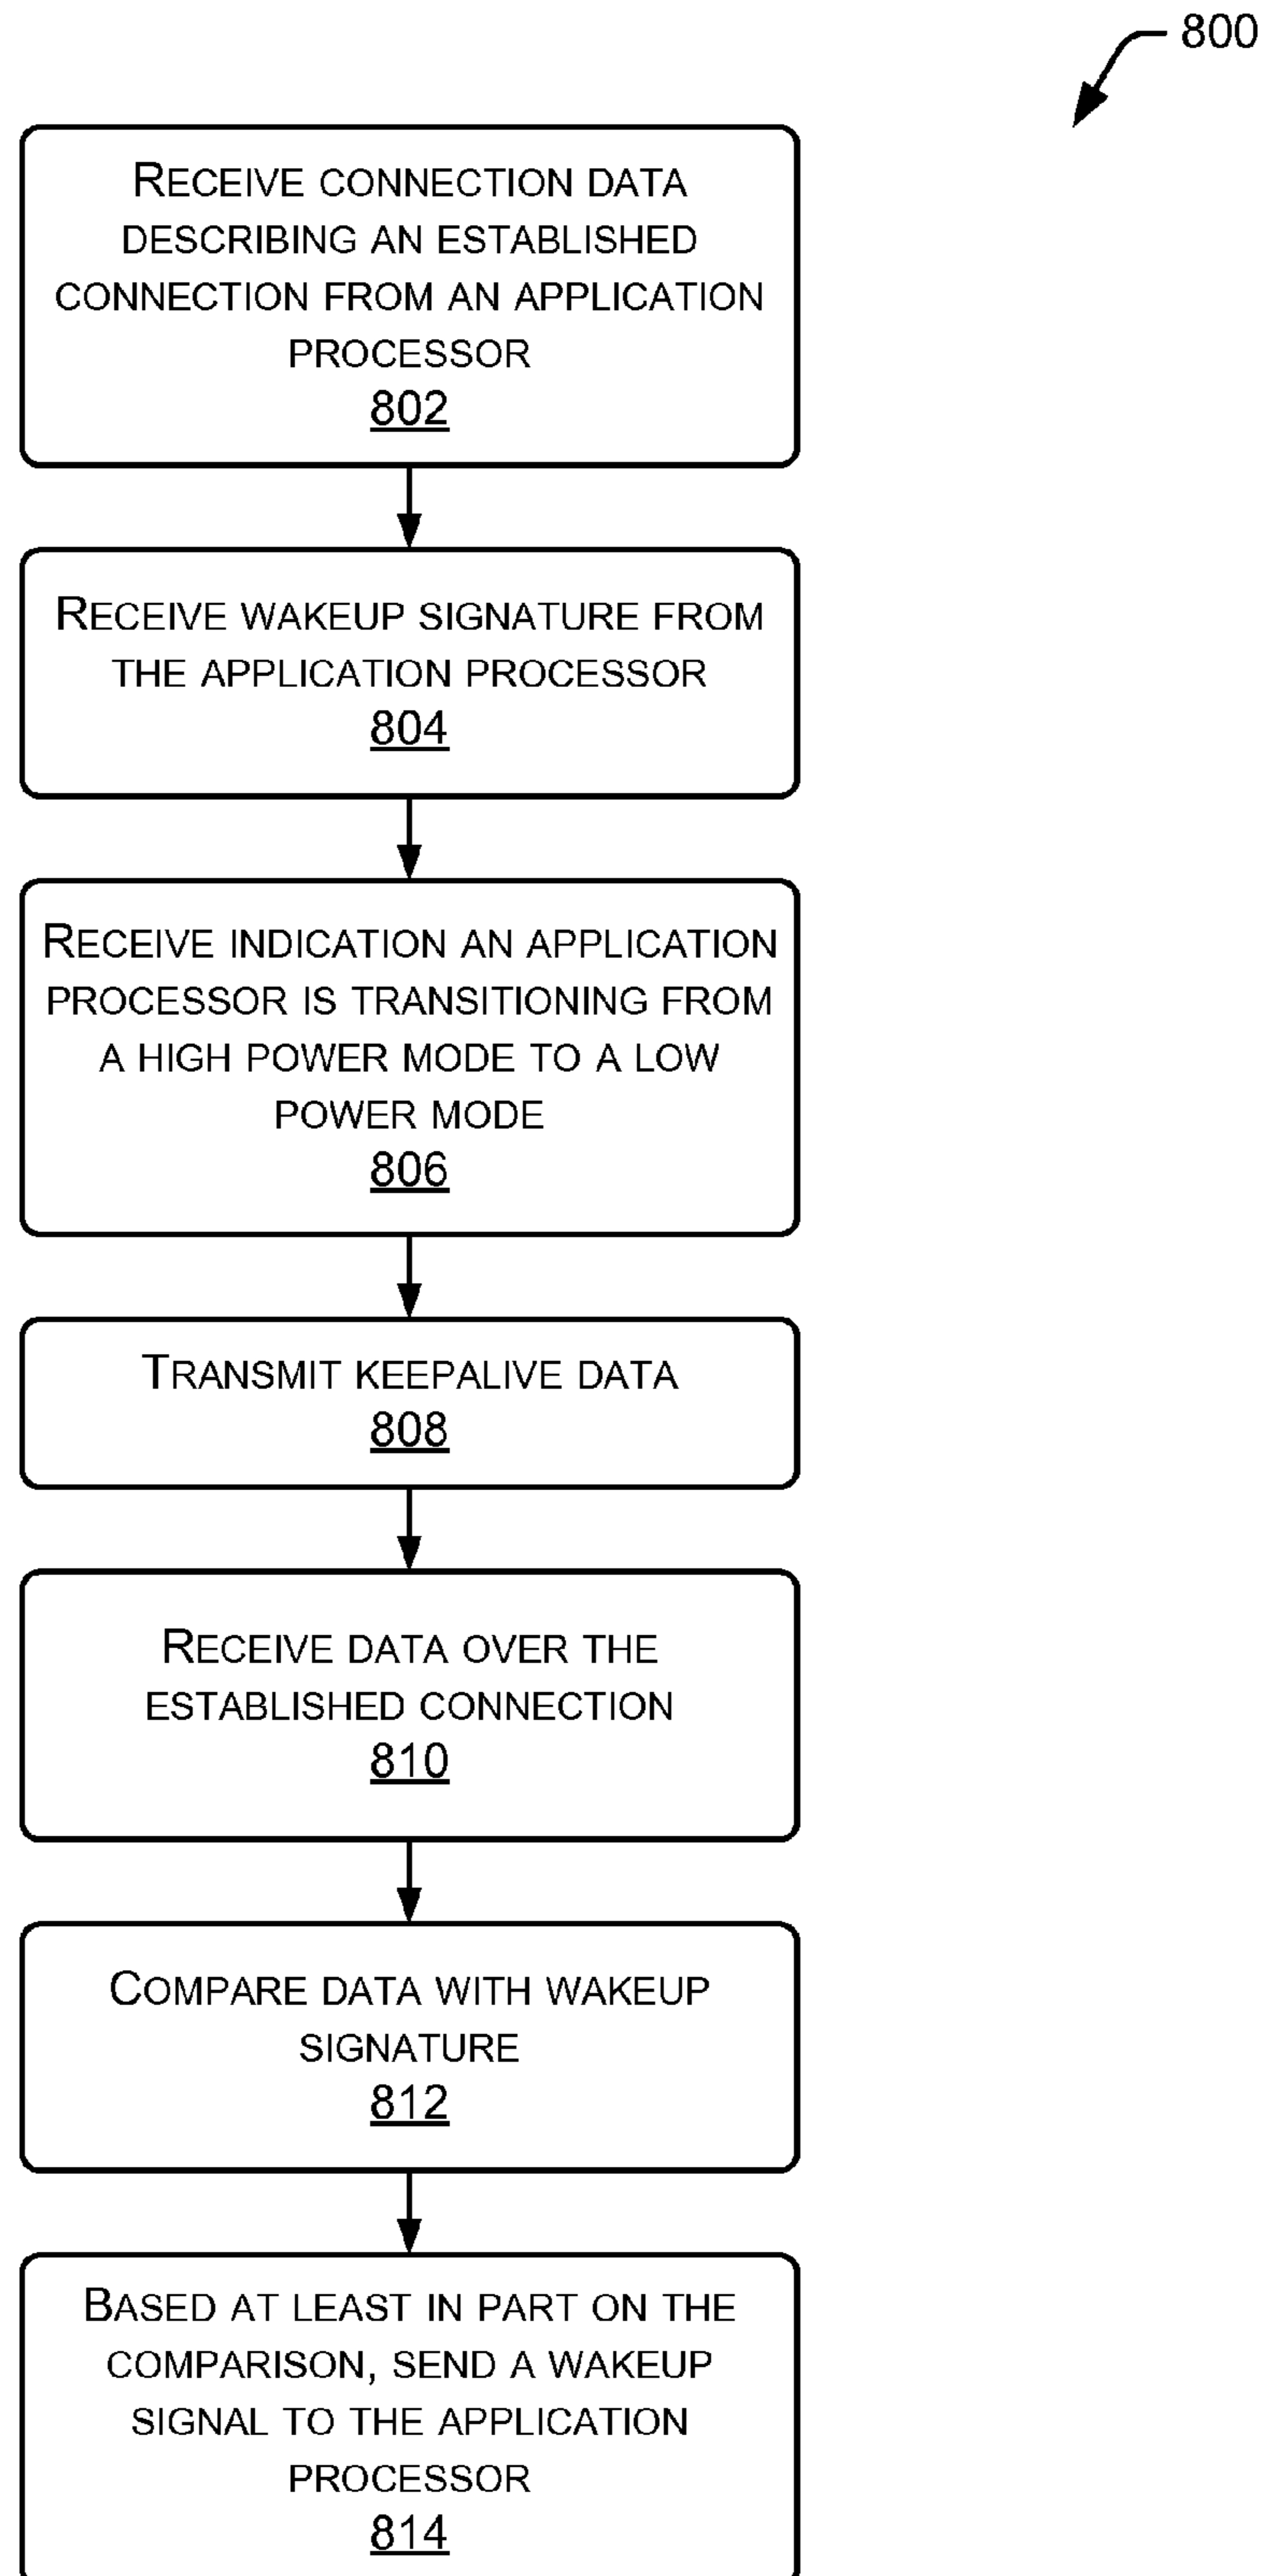 800
RECEIVE CONNECTION DATA
DESCRIBING AN ESTABLISHED
CONNECTION FROM AN APPLICATION
PROCESSOR
802
RECEIVE WAKEUP SIGNATURE FROM
THE APPLICATION PROCESSOR
804
RECEIVE INDICATION AN APPLICATION
PROCESSOR IS TRANSITIONING FROM
A HIGH POWER MODE TO A LOW
POWER MODE
806
TRANSMIT KEEPALIVE DATA
808
RECEIVE DATA OVER THE
ESTABLISHED CONNECTION
810
COMPARE DATA WITH WAKEUP
SIGNATURE
812
BASED AT LEAST IN PART ON THE
COMPARISON, SEND A WAKEUP
SIGNAL TO THE APPLICATION
PROCESSOR
814